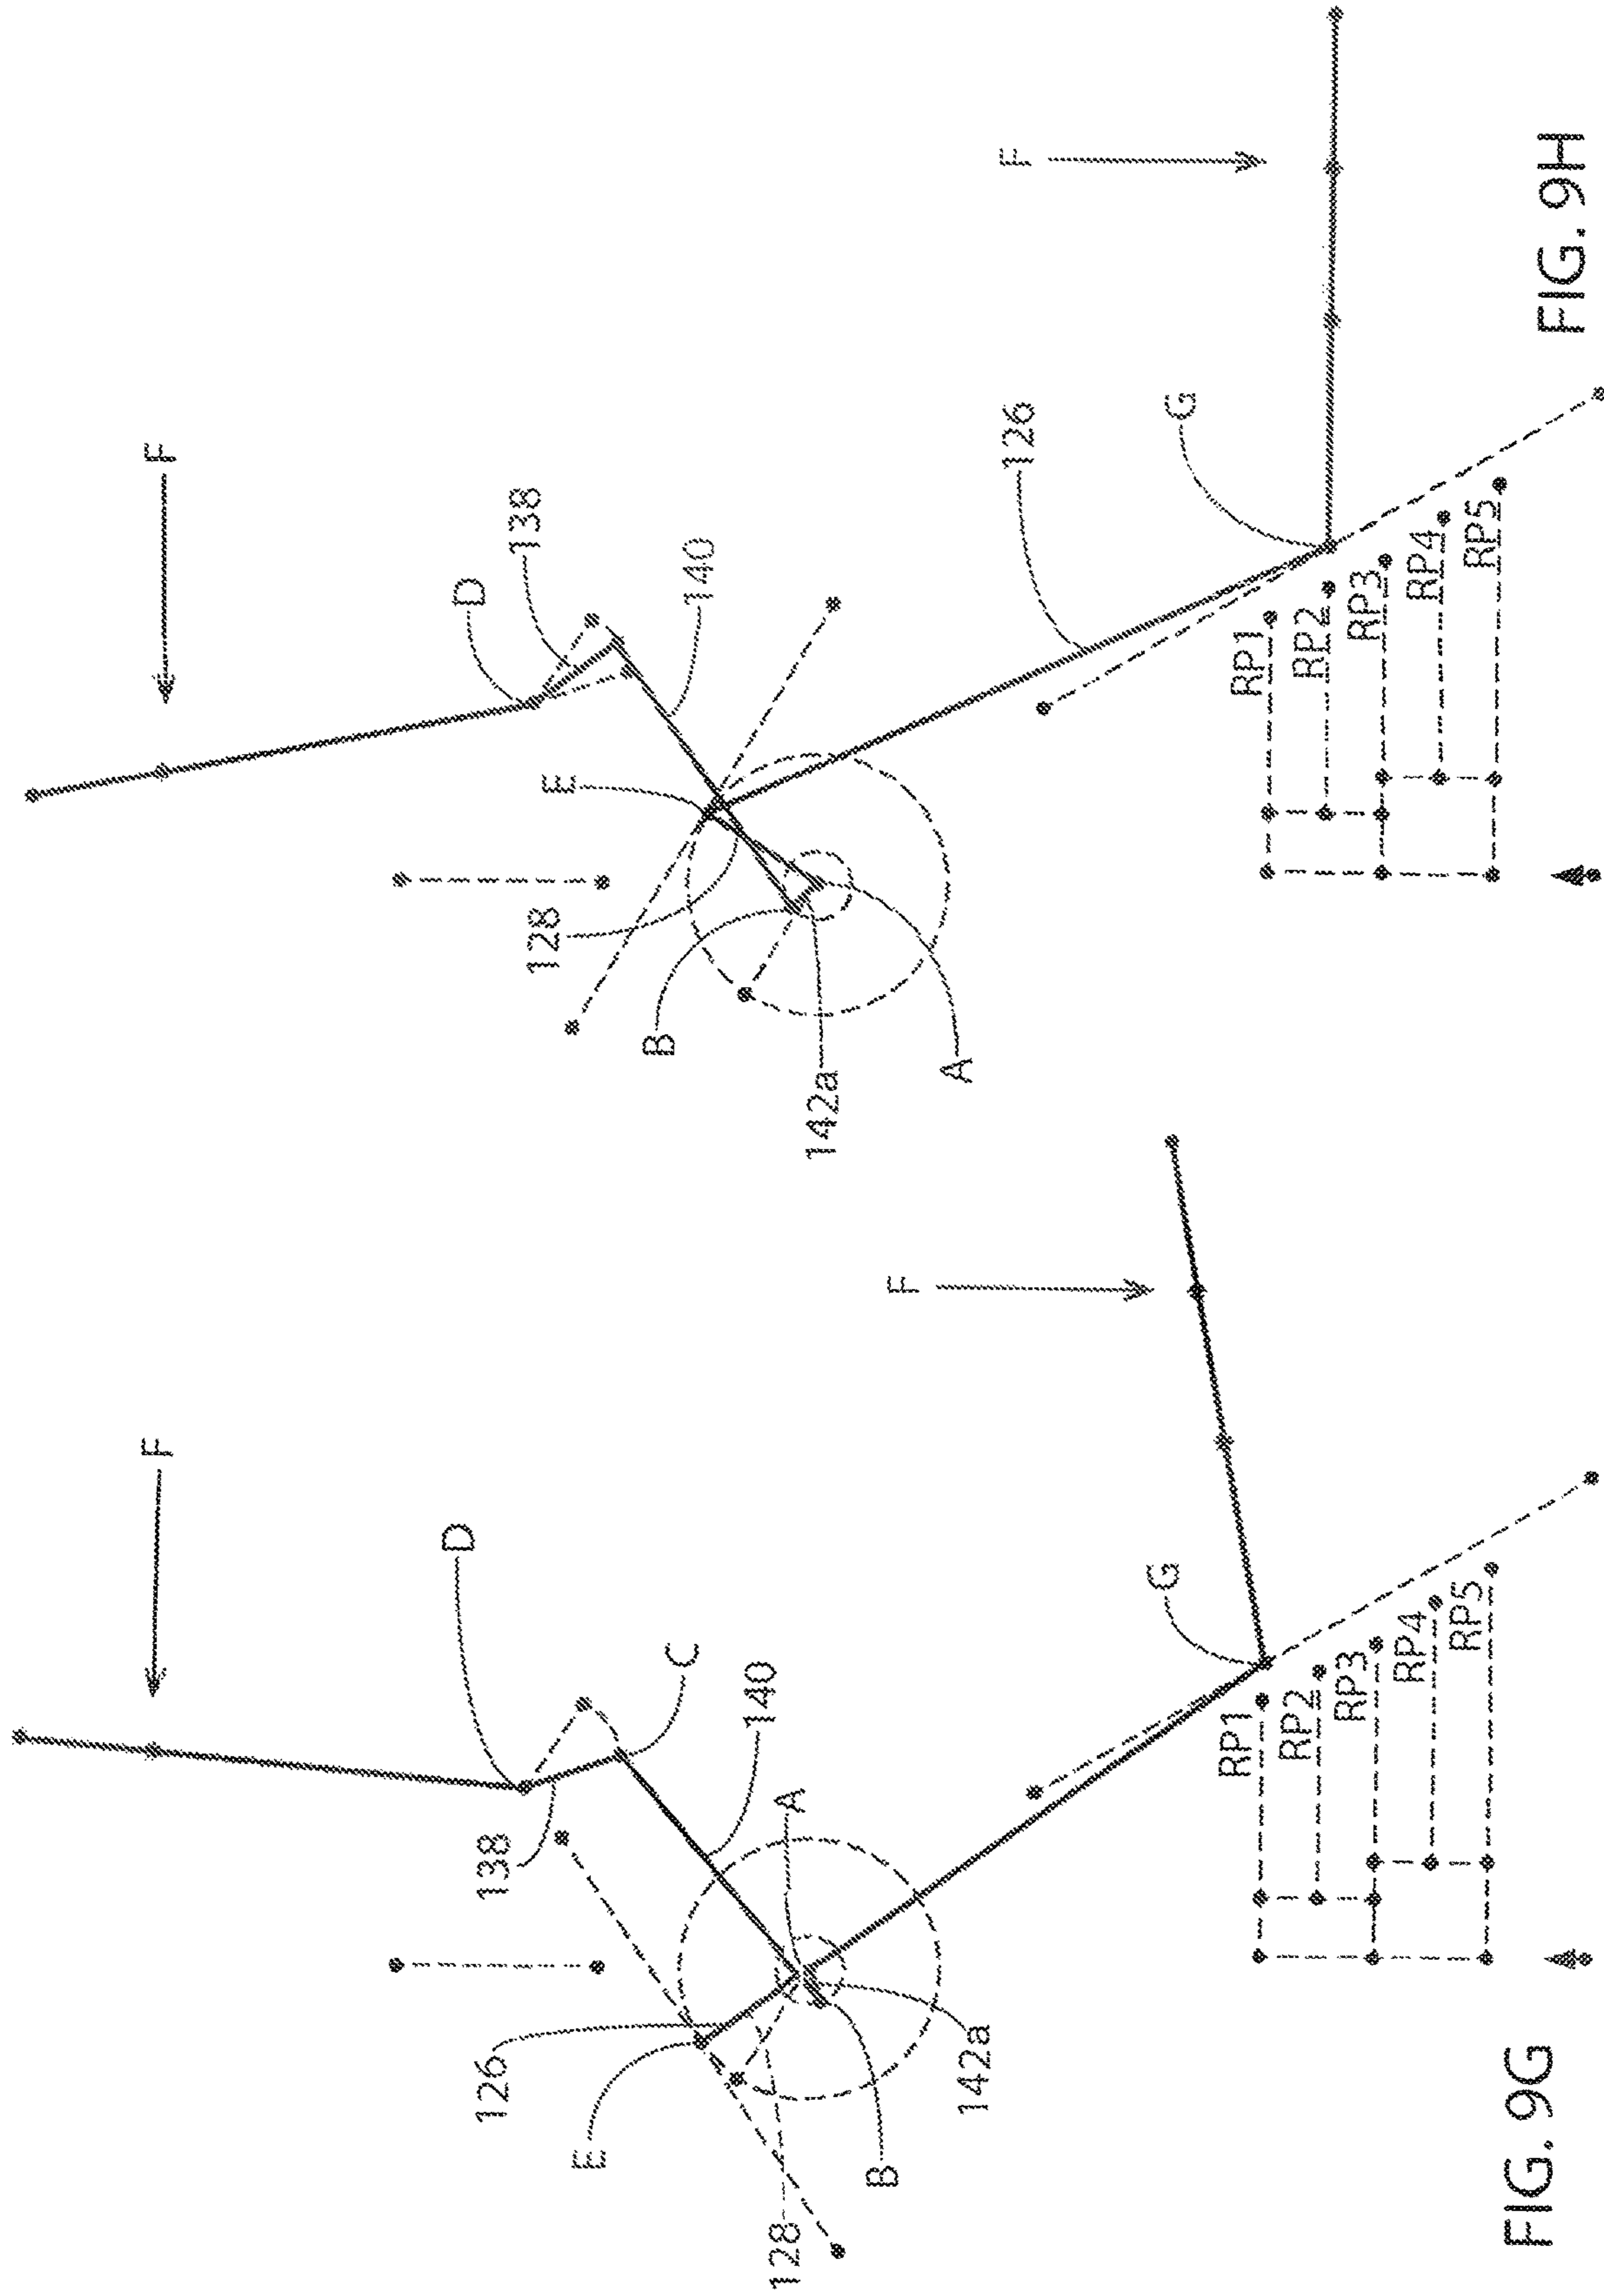 F
D
138
C
140
A
126
E
128
B
142a
G
F
RP1
RP2
RP3
RP4
RP5
FIG. 9G
F
D
138
140
E
128
B
142a
A
126
G
F
RP1
RP2
RP3
RP4
RP5
FIG. 9H